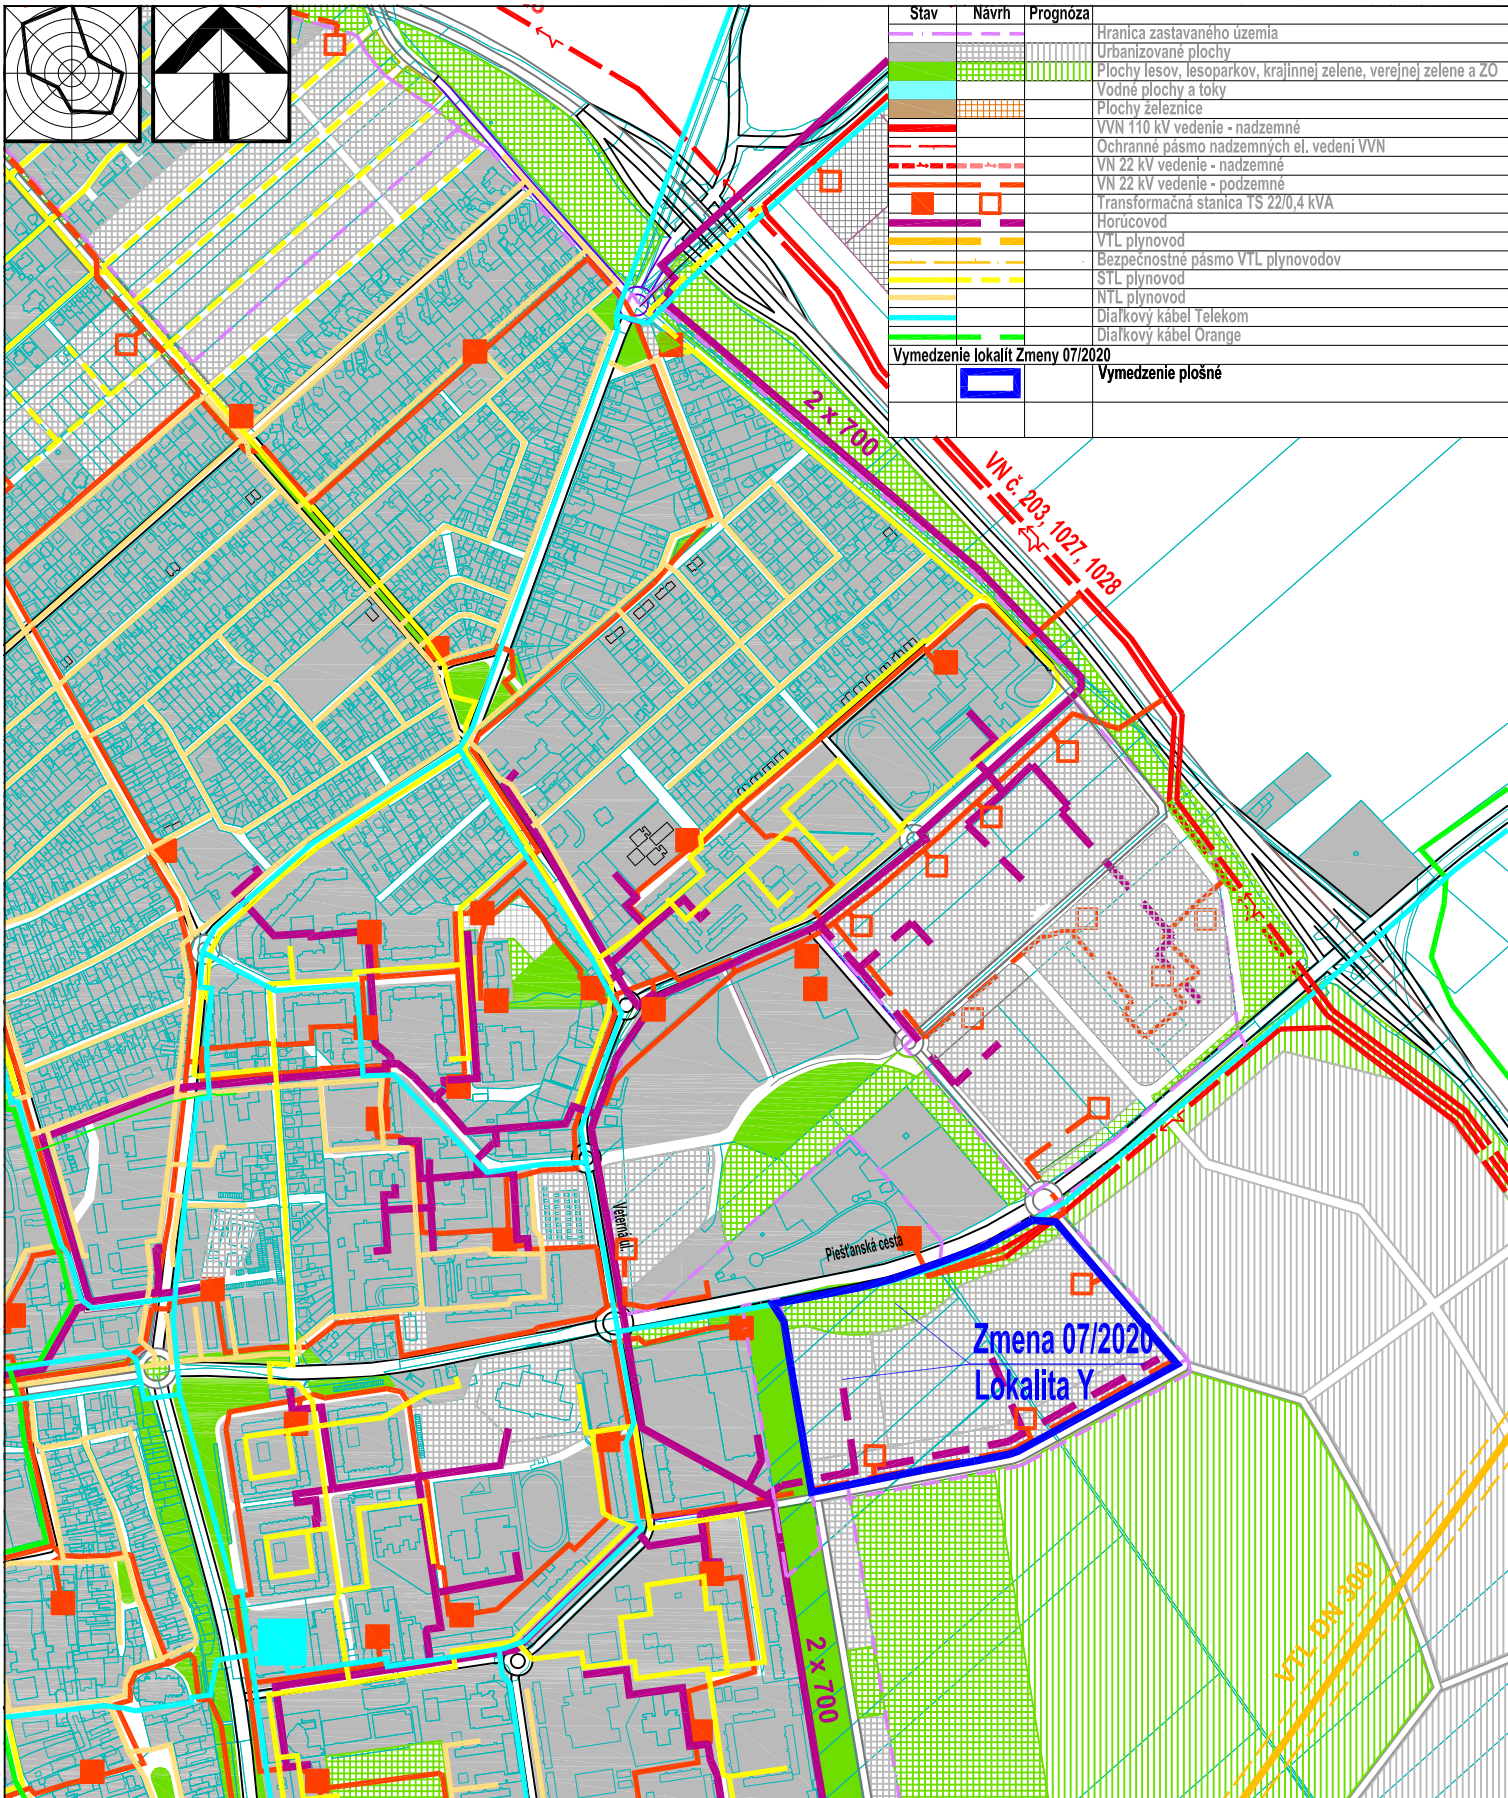 Stav Návrh Prognóza
Hranica zastavaného územia
Urbanizované plochy
Plochy lesov, lesoparkov, krajinnej zelene, verejnej zelene a ZO
Vodné plochy a toky
Plochy železnice
VVN 110 kV vedenie - nadzemné
Ochranné pásmo nadzemných el. vedení VVN
VN 22 kV vedenie - nadzemné
VN 22 kV vedenie - podzemné
Transformačná stanica TS 22/0,4 kVA
Horúcovod
VTL plynovod
Bezpečnostné pásmo VTL plynovodov
STL plynovod
NTL plynovod
Diaľkový kábel Telekom
Diaľkový kábel Orange
Vymedzenie lokalít Zmeny 07/2020
Vymedzenie plošné
2 x 700
VN č. 203, 1027, 1028
Veterná ul.
Piešťanská cesta
Zmena 07/2020
Lokalita Y
VTL DN 300
2 x 700